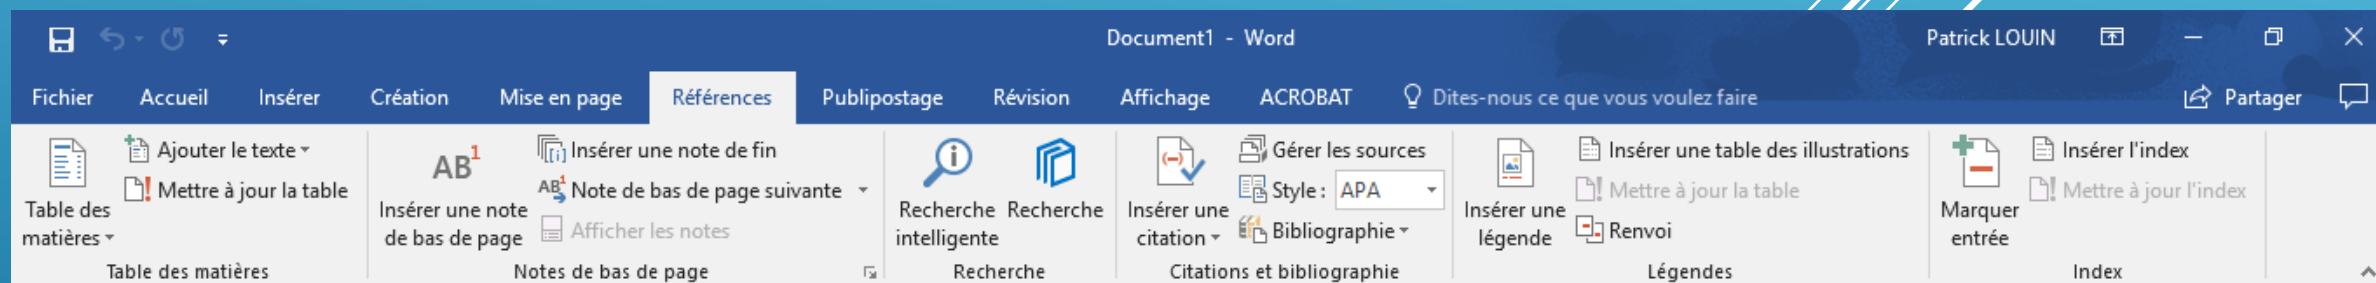 Document1 - Word
Patrick LOUIN
Fichier Accueil Insérer Création Mise en page Références Publipostage Révision Affichage ACROBAT Dites-nous ce que vous voulez faire Partager
Table des matières
Ajouter le texte
Mettre à jour la table
Table des matières
AB1
Insérer une note de bas de page
Insérer une note de fin
AB1 Note de bas de page suivante
Afficher les notes
Notes de bas de page
Recherche intelligente
Recherche
Recherche
Insérer une citation
Gérer les sources
Style : APA
Bibliographie
Citations et bibliographie
Insérer une légende
Insérer une table des illustrations
Mettre à jour la table
Renvoi
Légendes
Marquer entrée
Insérer l'index
Mettre à jour l'index
Index